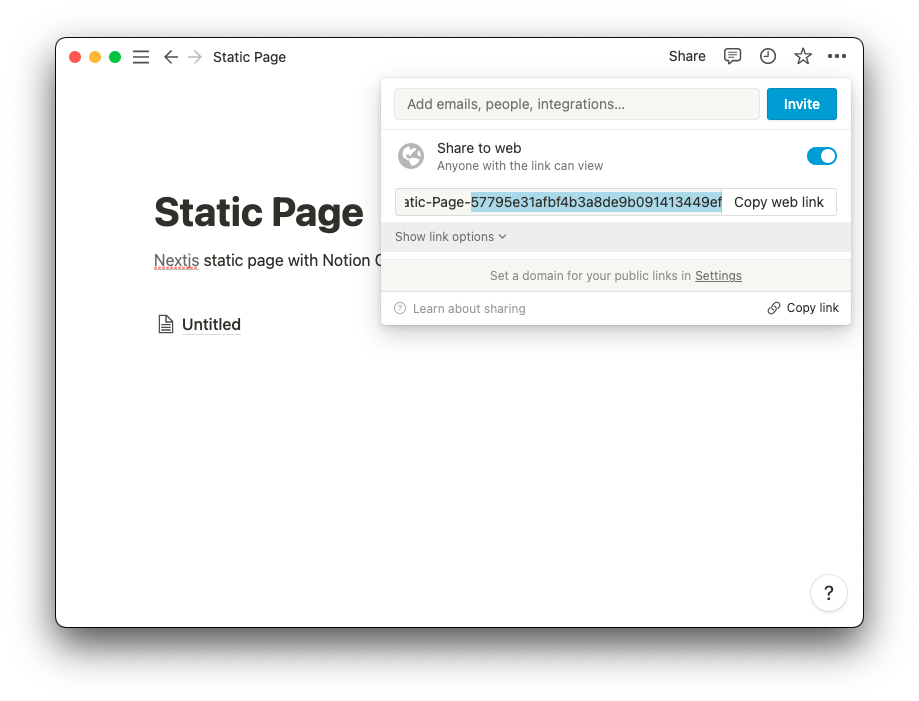 Static Page
Share
Add emails, people, integrations...
Invite
Share to web
Anyone with the link can view
atic-Page-57795e31afbf4b3a8de9b091413449ef
Copy web link
Show link options
Set a domain for your public links in Settings
Learn about sharing
Copy link
Static Page
Nextjs static page with Notion
Untitled
?